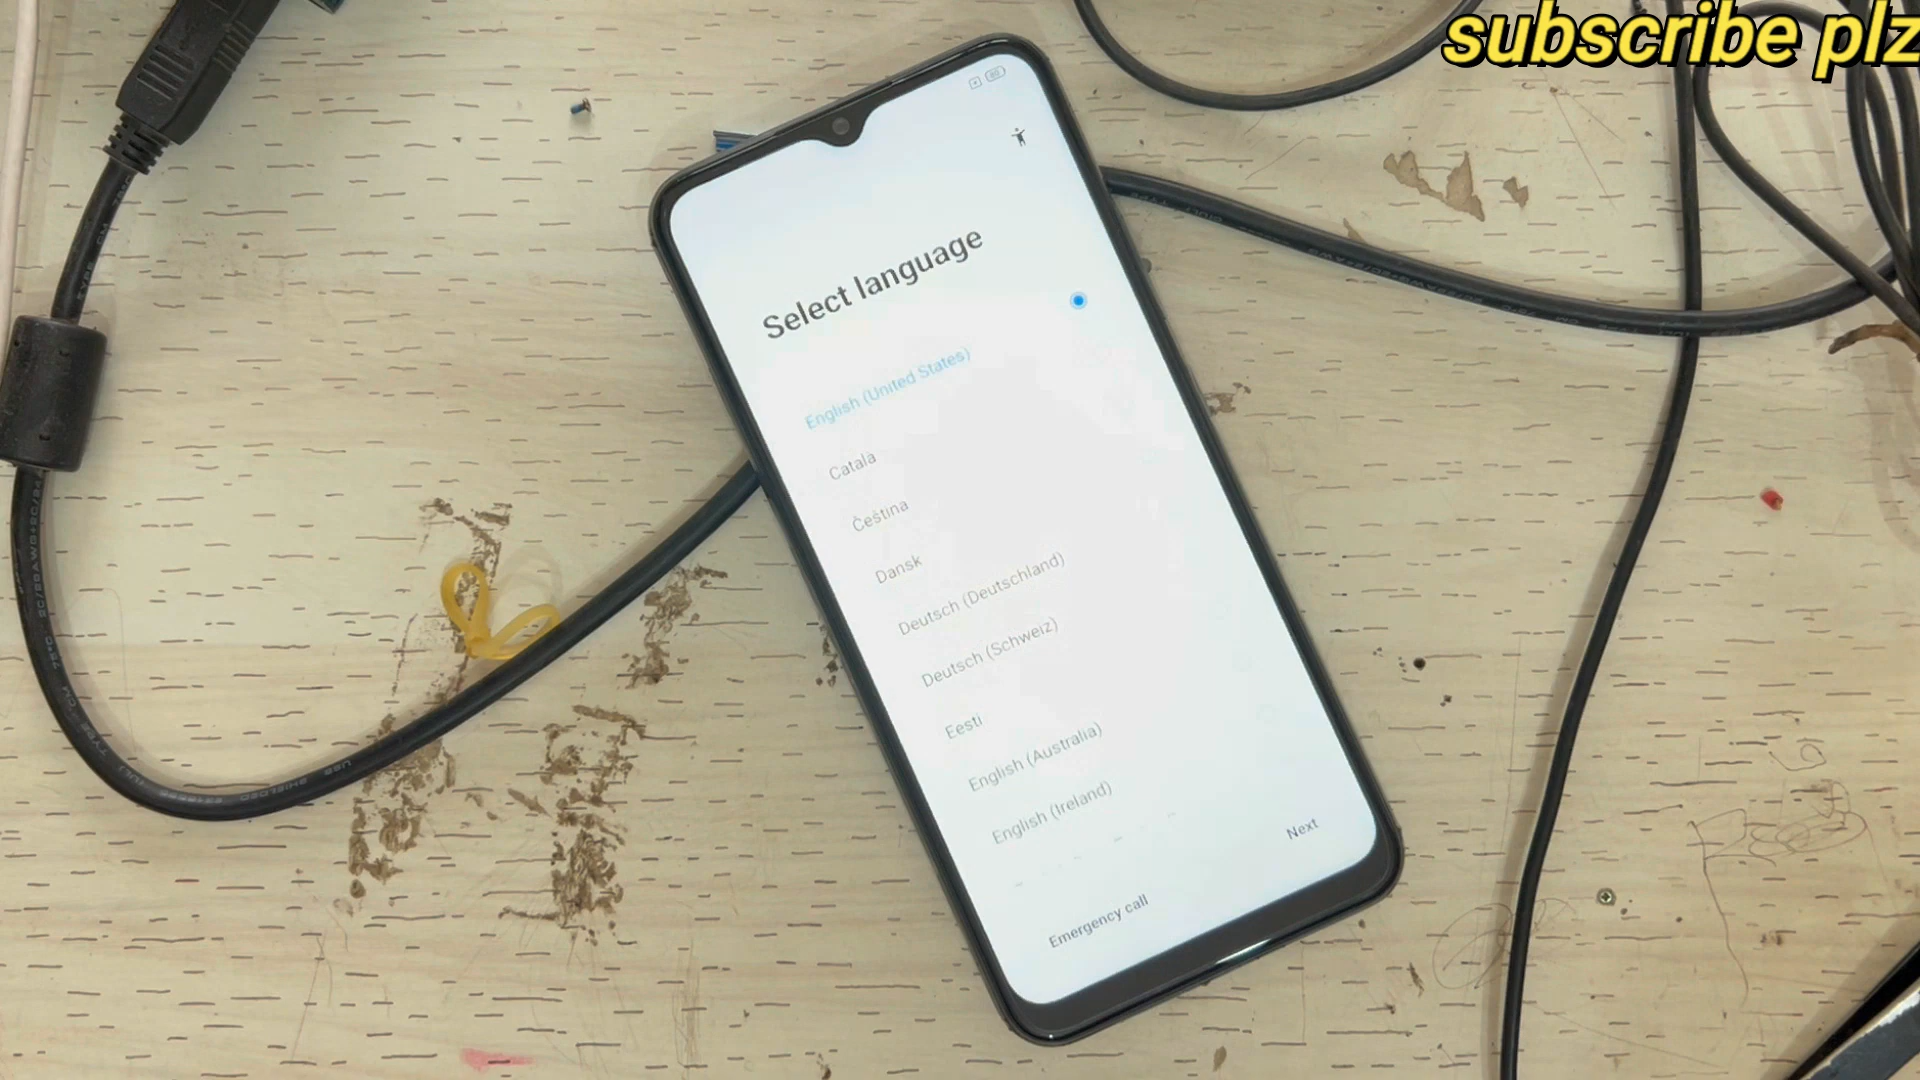 subscribe plz
80
Select language
English (United States)
Català
Čeština
Dansk
Deutsch (Deutschland)
Deutsch (Schweiz)
Eesti
English (Australia)
English (Ireland)
Next
Emergency call